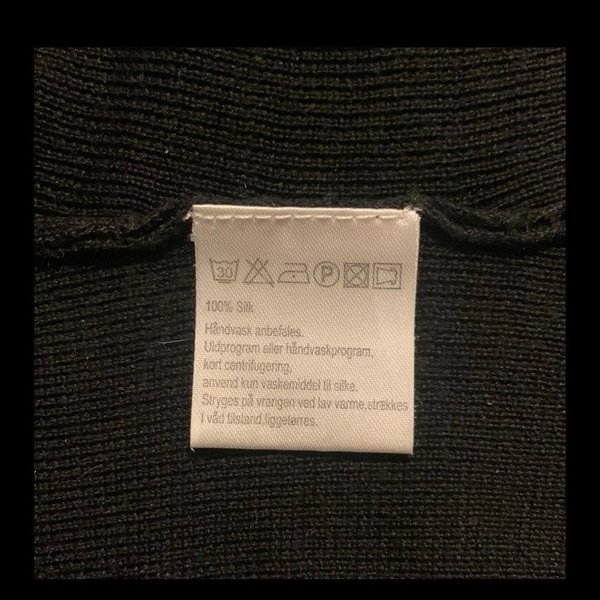 30
P
100% Silk
Håndvask anbefales.
Uldprogram eller håndvaskprogram,
kort centrifugering,
anvend kun vaskemiddel til silke.
Stryges på vrangen ved lav varme,strækkes
i våd tilstand,liggetørres.